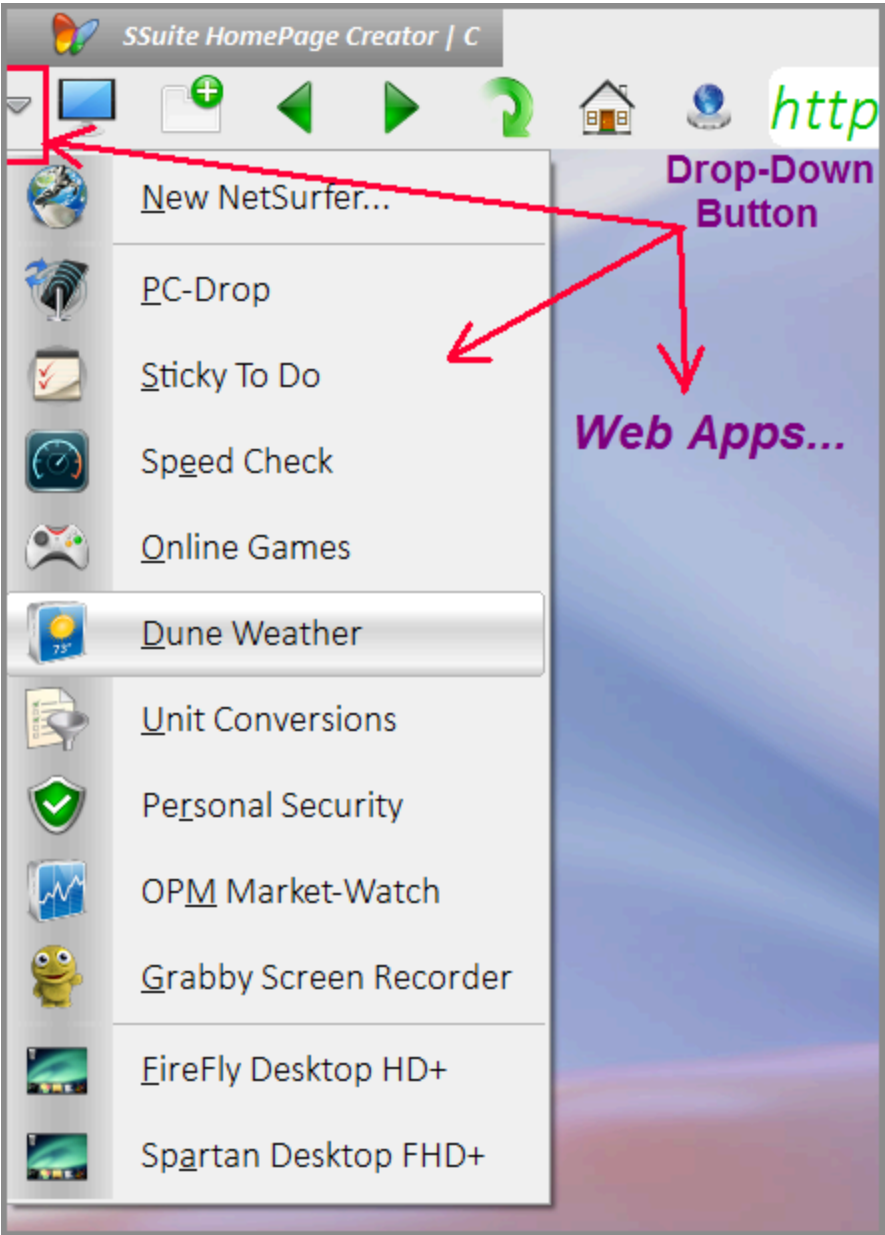 SSuite HomePage Creator | C
http
Drop-Down
Button
New NetSurfer...
PC-Drop
Sticky To Do
Web Apps...
Speed Check
Online Games
Dune Weather
73°
Unit Conversions
Personal Security
OPM Market-Watch
Grabby Screen Recorder
FireFly Desktop HD+
Spartan Desktop FHD+